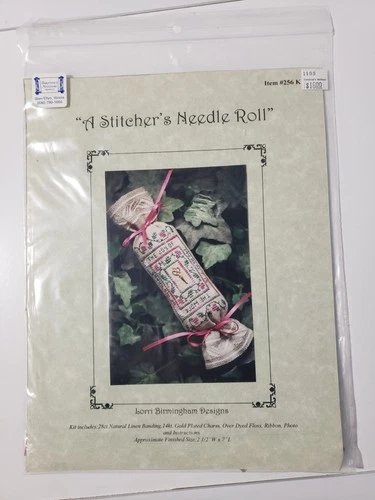 Item #256 K
"A Stitcher's Needle Roll"
Lorri Birmingham Designs
Kit includes 28ct Natural Linen Banding, 14kt. Gold Plated Charm, Over-Dyed Floss, Ribbon, Photo
and Instructions.
Approximate Finished Size 2 1/2" W x 7" L